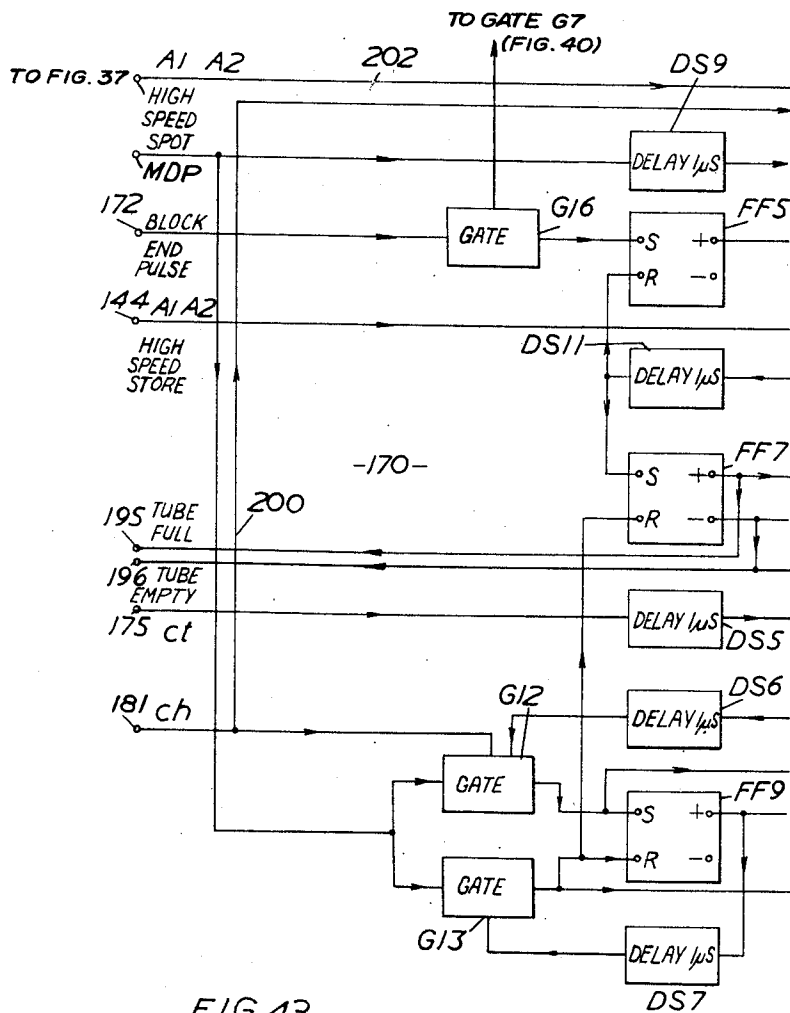 TO GATE G7
(FIG. 40)
TO FIG. 37
A1 A2
202
DS9
HIGH
SPEED
SPOT
MDP
DELAY 1µS
172
BLOCK
END
PULSE
GATE
G16
FF5
S + R -
144 A1 A2
HIGH
SPEED
STORE
DS11
DELAY 1µS
-170-
FF7
S +
R -
200
195 TUBE
FULL
196 TUBE
EMPTY
175 ct
DELAY 1µS
DS5
181 ch
G12
DELAY 1µS
DS6
GATE
FF9
S +
R -
GATE
G13
DELAY 1µS
DS7